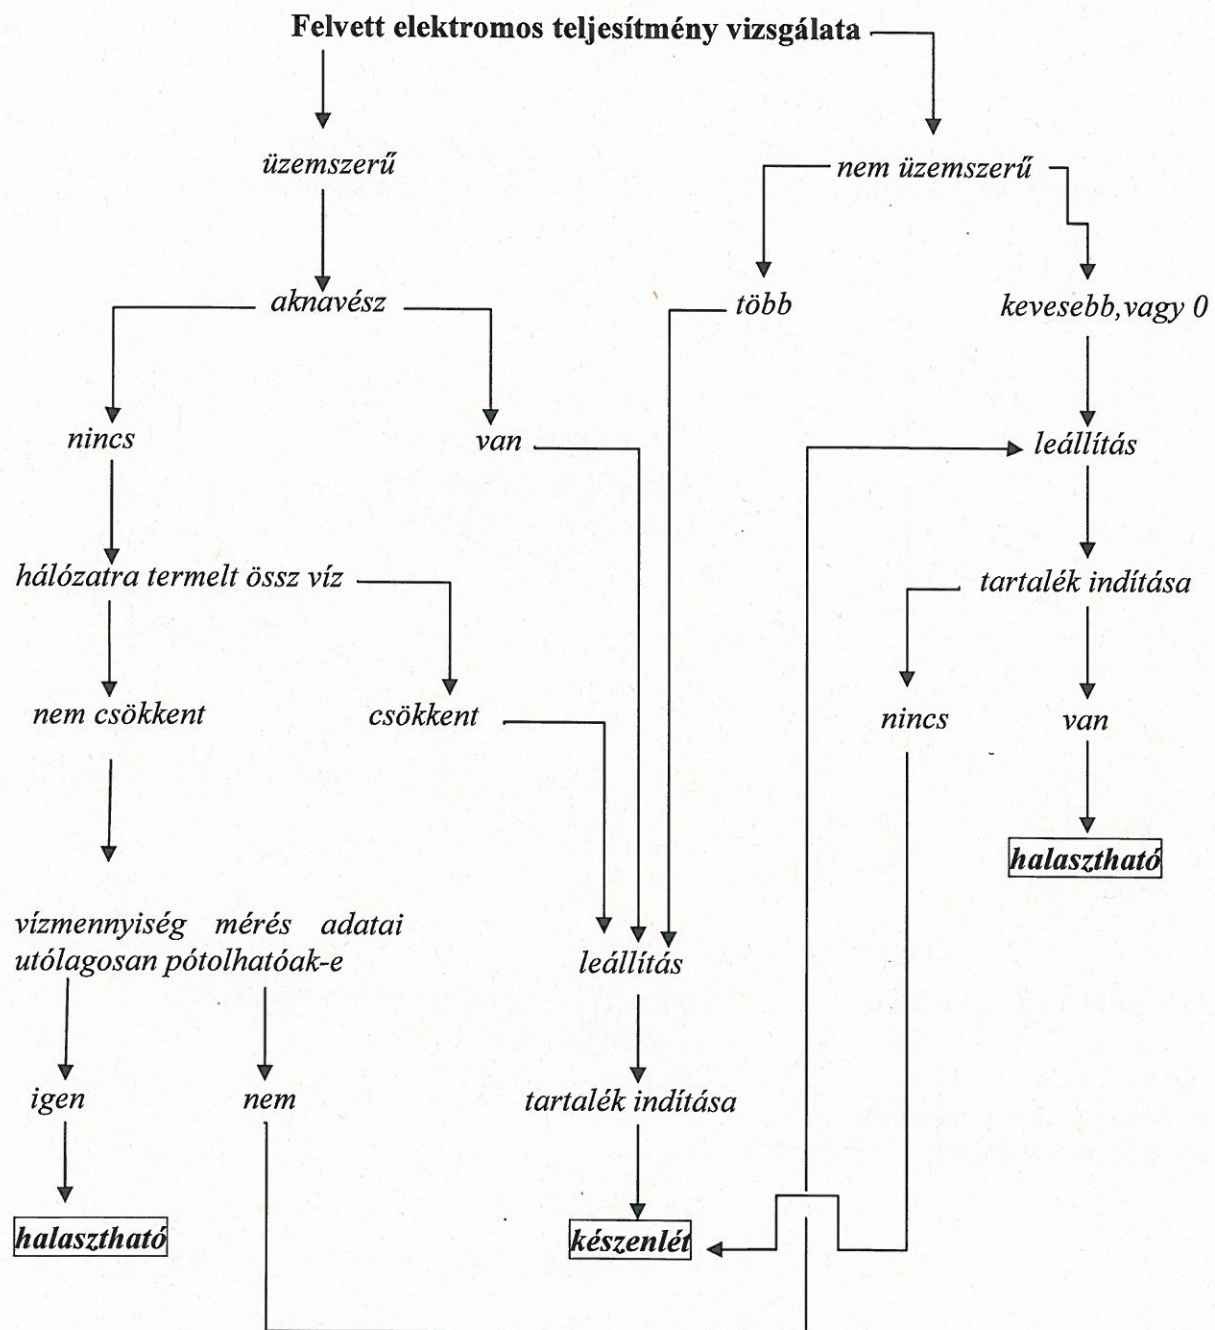 Felvett elektromos teljesítmény vizsgálata
üzemszerű
nem üzemszerű
aknavész
több
kevesebb,vagy 0
nincs
van
leállítás
hálózatra termelt össz víz
tartalék indítása
nem csökkent
csökkent
nincs
van
halasztható
vízmennyiség mérés adatai
utólagosan pótolhatóak-e
leállítás
igen
nem
tartalék indítása
halasztható
készenlét